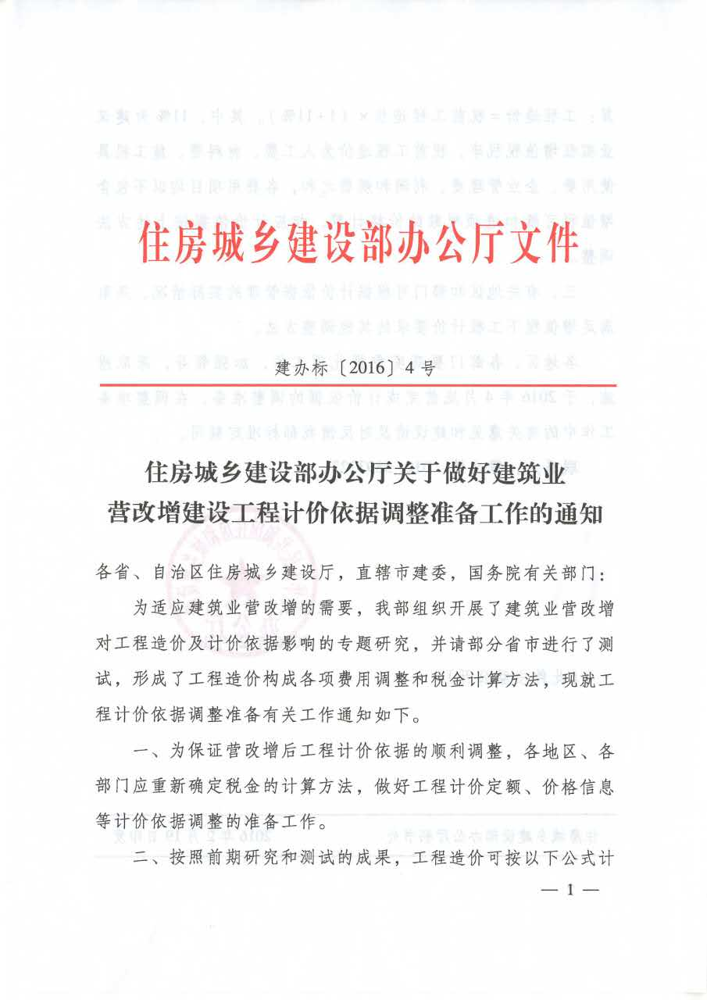 住房城乡建设部办公厅文件
建办标〔2016〕4号
住房城乡建设部办公厅关于做好建筑业
营改增建设工程计价依据调整准备工作的通知
各省、自治区住房城乡建设厅，直辖市建委，国务院有关部门：
为适应建筑业营改增的需要，我部组织开展了建筑业营改增
对工程造价及计价依据影响的专题研究，并请部分省市进行了测
试，形成了工程造价构成各项费用调整和税金计算方法，现就工
程计价依据调整准备有关工作通知如下。
一、为保证营改增后工程计价依据的顺利调整，各地区、各
部门应重新确定税金的计算方法，做好工程计价定额、价格信息
等计价依据调整的准备工作。
二、按照前期研究和测试的成果，工程造价可按以下公式计
— 1 —